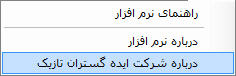 راهنمای نرم افزار
درباره نرم افزار
درباره شرکت ایده گستران تازیک